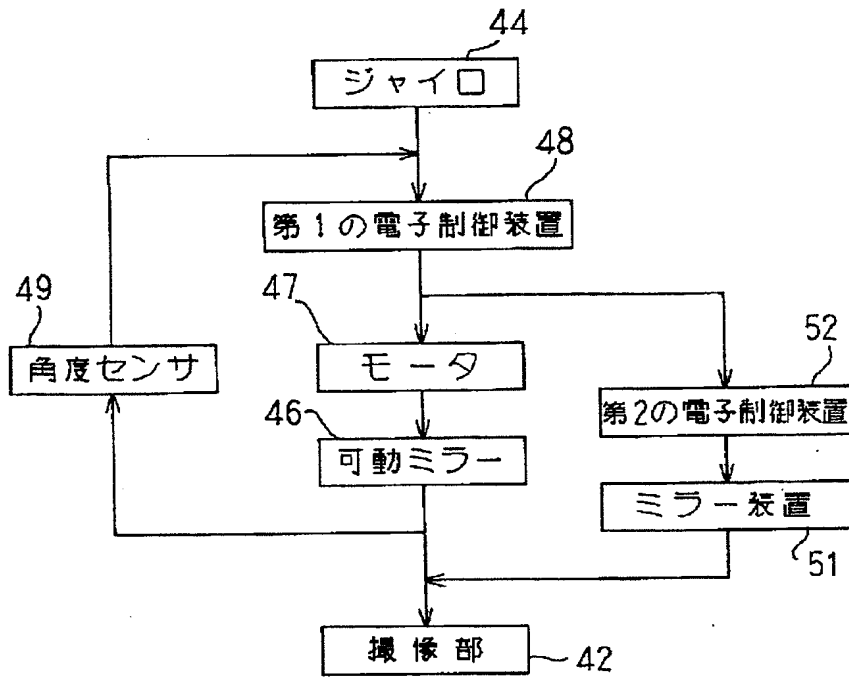 44
ジャイロ
48
第1の電子制御装置
49
角度センサ
47
モータ
52
第2の電子制御装置
46
可動ミラー
ミラー装置
51
撮像部
42